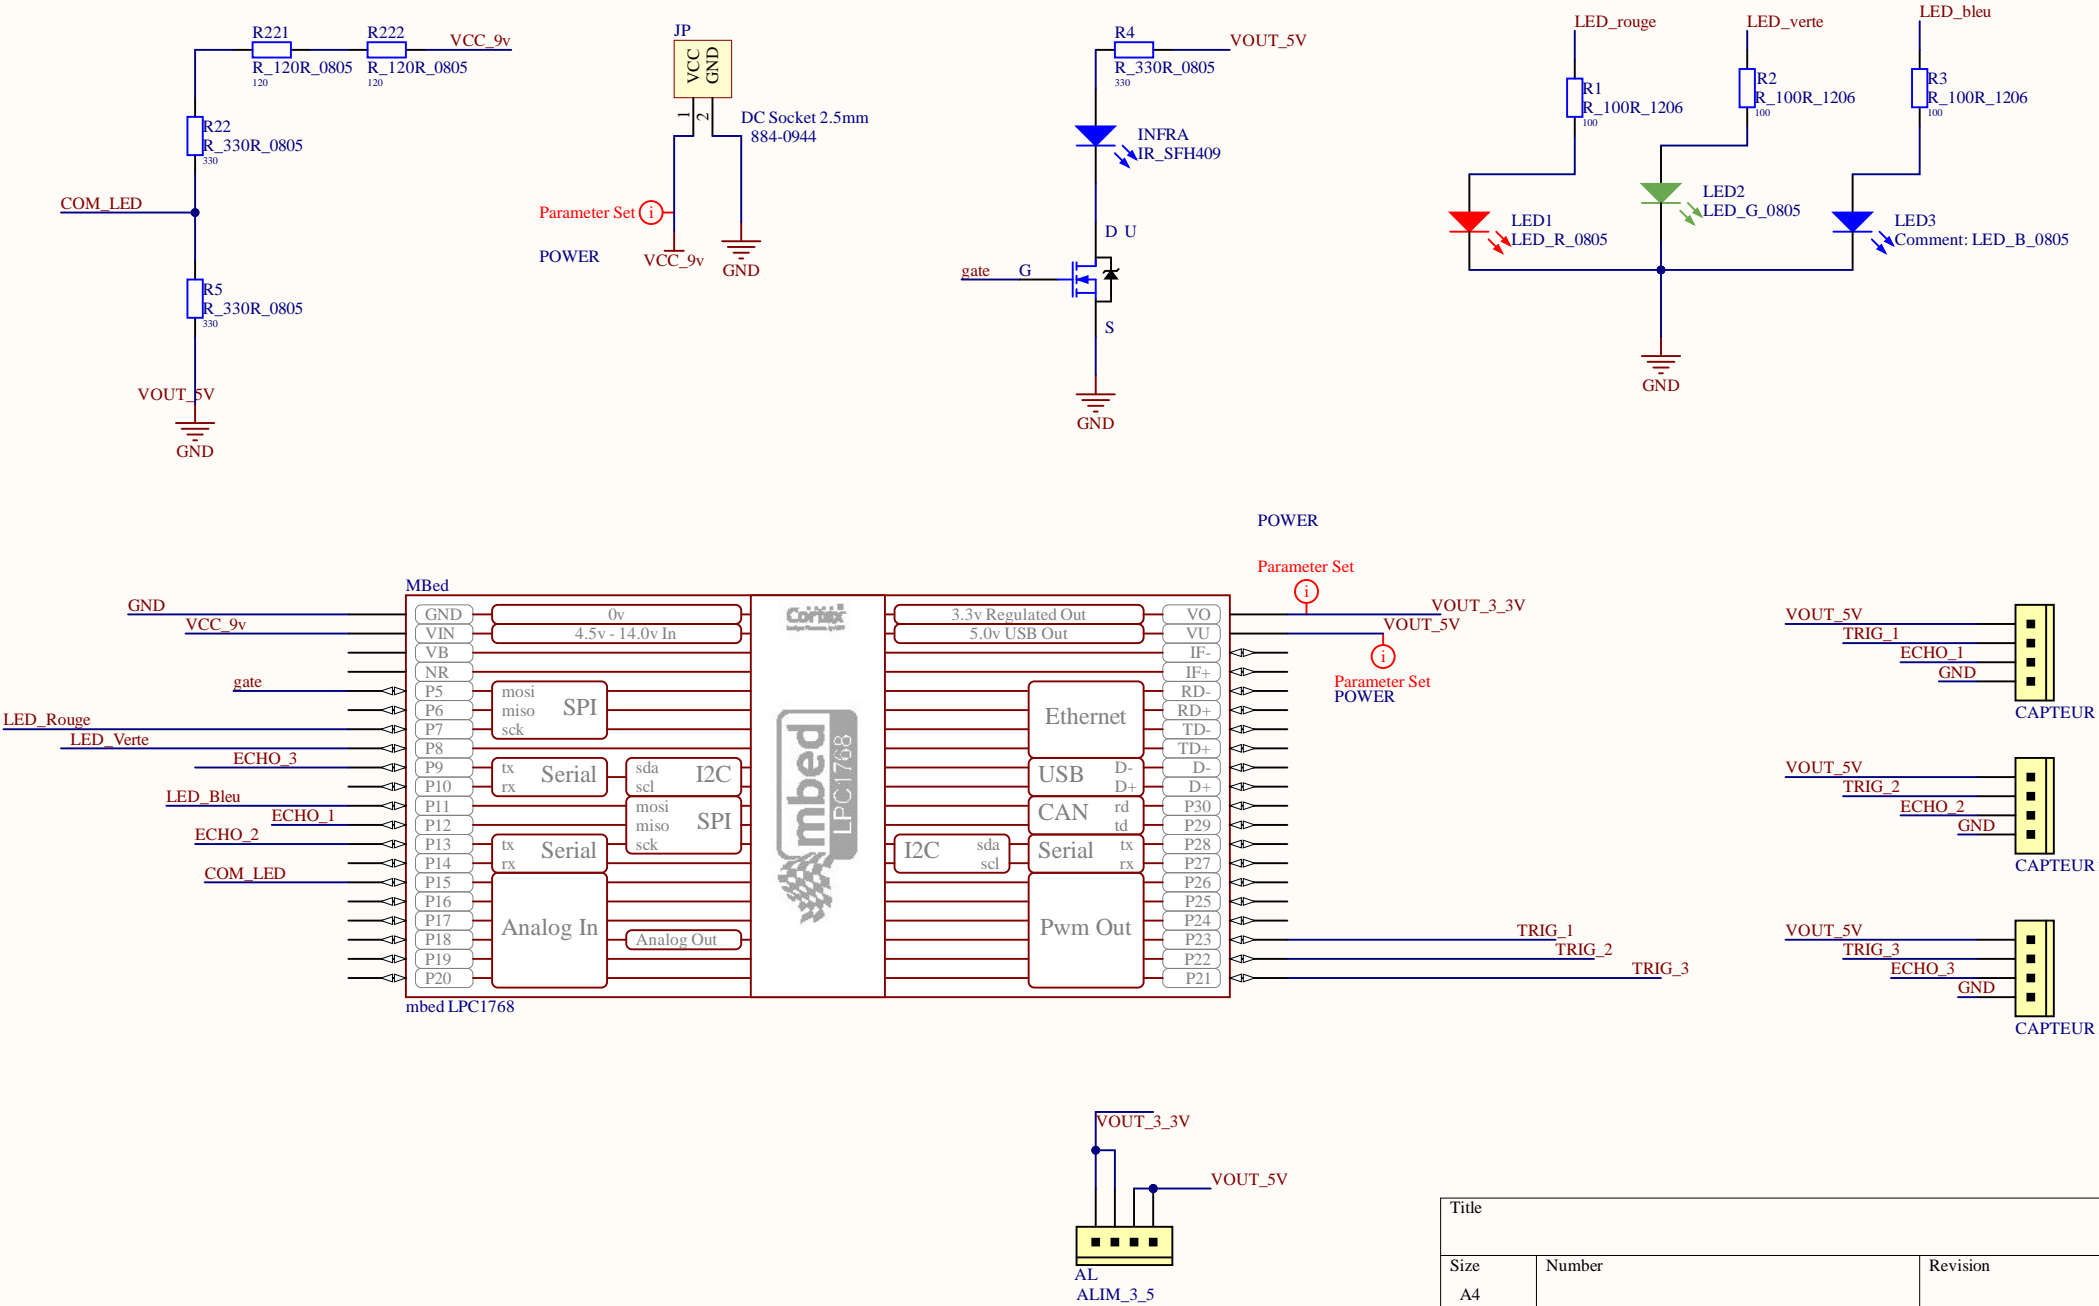 R221
R_120R_0805
120
R222
R_120R_0805
120
VCC_9v
R22
R_330R_0805
330
COM_LED
R5
R_330R_0805
330
VOUT_5V
GND
JP
VCC
GND
1
2
DC Socket 2.5mm
884-0944
Parameter Set
i
POWER
VCC_9v
GND
R4
R_330R_0805
330
VOUT_5V
INFRA
IR_SFH409
D U
gate
G
S
GND
LED_rouge
R1
R_100R_1206
100
LED_verte
R2
R_100R_1206
100
LED_bleu
R3
R_100R_1206
100
LED1
LED_R_0805
LED2
LED_G_0805
LED3
Comment: LED_B_0805
GND
POWER
Parameter Set
i
VOUT_3_3V
VOUT_5V
i
Parameter Set
POWER
MBed
GND
VCC_9v
gate
LED_Rouge
LED_Verte
ECHO_3
LED_Bleu
ECHO_1
ECHO_2
COM_LED
GND
VIN
VB
NR
P5
P6
P7
P8
P9
P10
P11
P12
P13
P14
P15
P16
P17
P18
P19
P20
0v
4.5v - 14.0v In
mosi
miso
sck
SPI
tx
rx
Serial
sda
scl
I2C
mosi
miso
sck
SPI
tx
rx
Serial
Analog In
Analog Out
Cortex
mbed
LPC1768
3.3v Regulated Out
5.0v USB Out
Ethernet
USB
D-
D+
CAN
rd
td
I2C
sda
scl
Serial
tx
rx
Pwm Out
VO
VU
IF-
IF+
RD-
RD+
TD-
TD+
D-
D+
P30
P29
P28
P27
P26
P25
P24
P23
P22
P21
TRIG_1
TRIG_2
TRIG_3
mbed LPC1768
VOUT_5V
TRIG_1
ECHO_1
GND
CAPTEUR
VOUT_5V
TRIG_2
ECHO_2
GND
CAPTEUR
VOUT_5V
TRIG_3
ECHO_3
GND
CAPTEUR
VOUT_3_3V
VOUT_5V
AL
ALIM_3_5
Title
Size
A4
Number
Revision